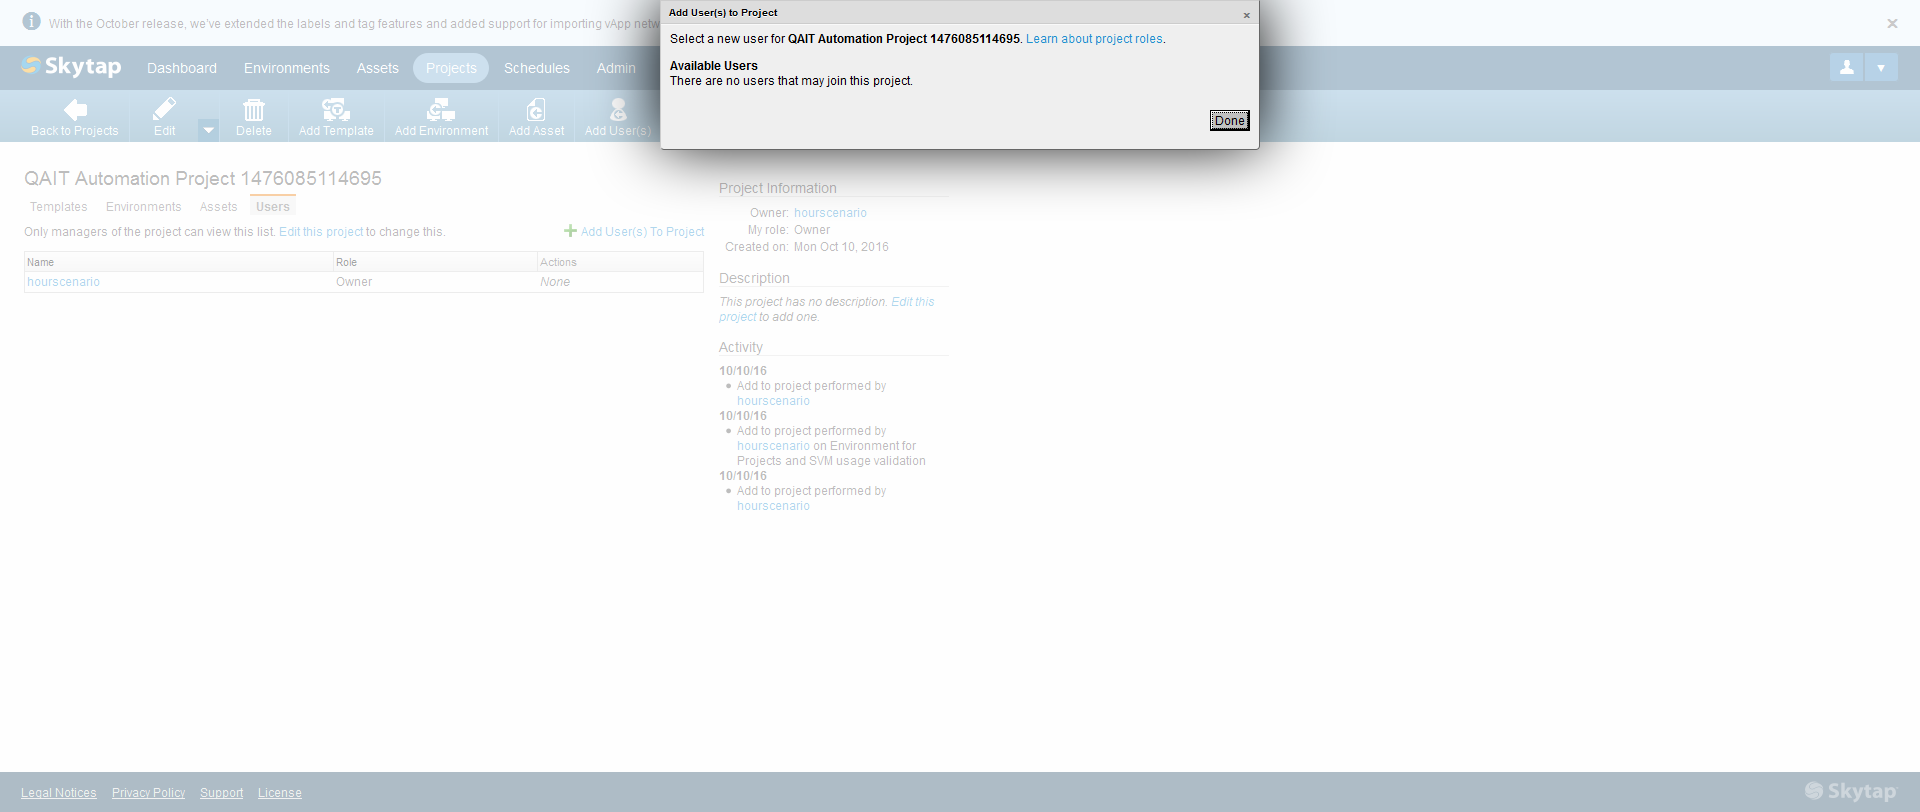 With the October release, we've extended the labels and tag features and added support for importing vApp netw
Add User(s) to Project
Select a new user for QAIT Automation Project 1476085114695. Learn about project roles.
Available Users
There are no users that may join this project.
Done
Skytap
Dashboard
Environments
Assets
Projects
Schedules
Admin
Back to Projects
Edit
Delete
Add Template
Add Environment
Add Asset
Add User(s)
QAIT Automation Project 1476085114695
Templates
Environments
Assets
Users
Only managers of the project can view this list. Edit this project to change this.
Add User(s) To Project
Name
Role
Actions
hourscenario
Owner
None
Project Information
Owner: hourscenario
My role: Owner
Created on: Mon Oct 10, 2016
Description
This project has no description. Edit this
project to add one.
Activity
10/10/16
• Add to project performed by
hourscenario
10/10/16
• Add to project performed by
hourscenario on Environment for
Projects and SVM usage validation
10/10/16
• Add to project performed by
hourscenario
Legal Notices
Privacy Policy
Support
License
Skytap